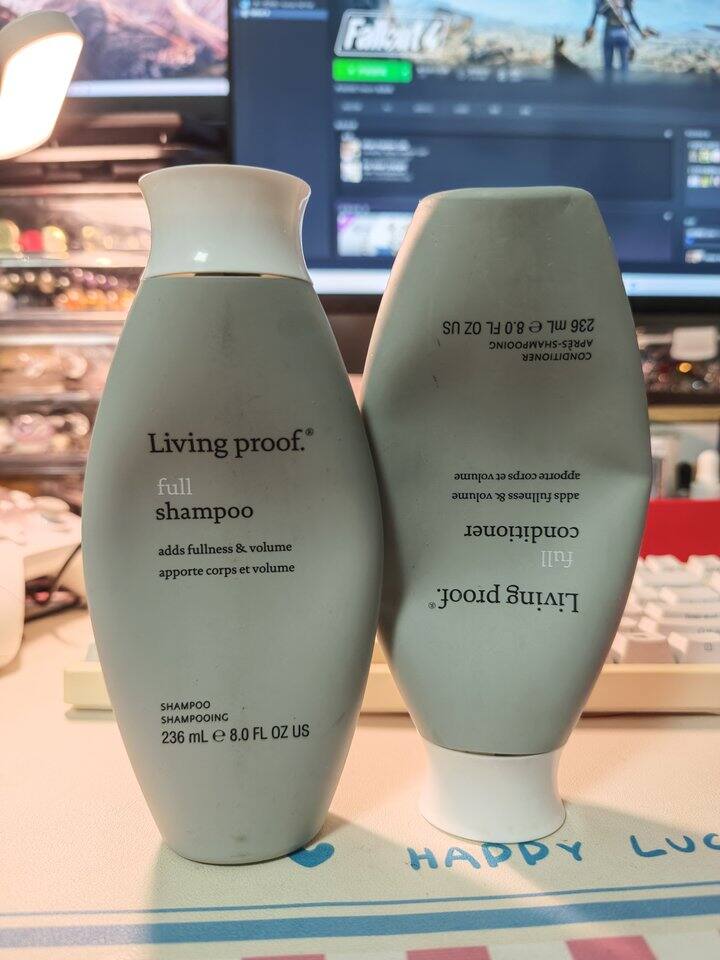 Fallout 4
Living proof.®
full
shampoo
adds fullness & volume
apporte corps et volume
SHAMPOO
SHAMPOOING
236 mL ℮ 8.0 FL OZ US
Living proof.®
full
conditioner
adds fullness & volume
apporte corps et volume
CONDITIONER
APRÈS-SHAMPOOING
236 mL ℮ 8.0 FL OZ US
HAPPY LUC